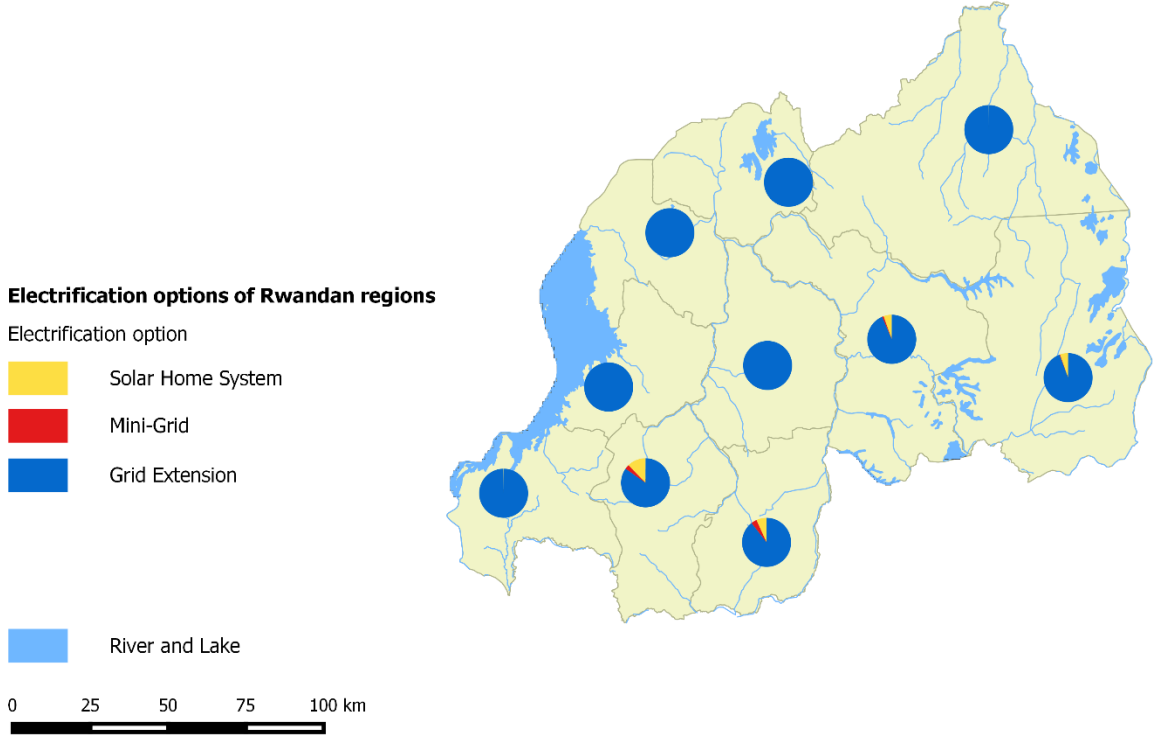 Electrification options of Rwandan regions
Electrification option
Solar Home System
Mini-Grid
Grid Extension
River and Lake
0 25 50 75 100 km